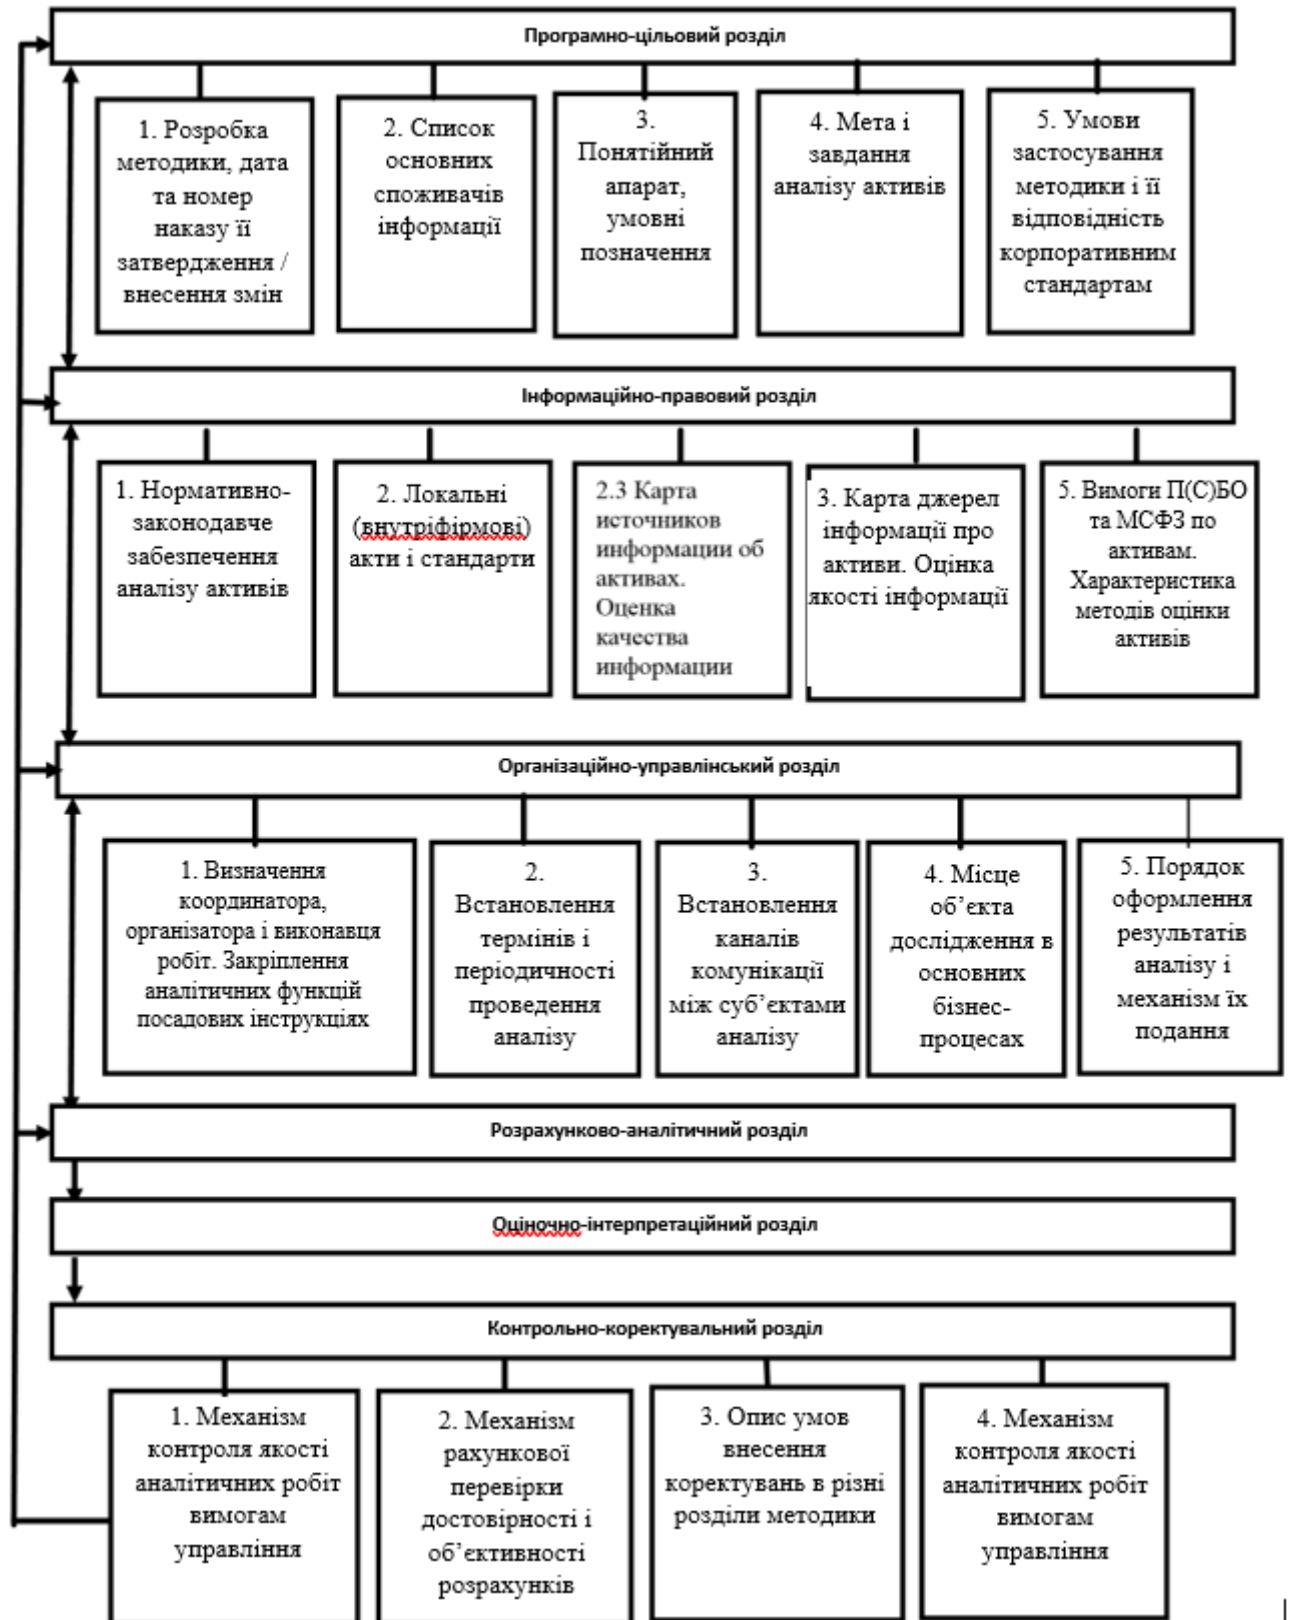 Програмно-цільовий розділ
1. Розробка
методики, дата
та номер
наказу її
затвердження /
внесення змін
2. Список
основних
споживачів
інформації
3.
Понятійний
апарат,
умовні
позначення
4. Мета і
завдання
аналізу активів
5. Умови
застосування
методики і її
відповідність
корпоративним
стандартам
Інформаційно-правовий розділ
1. Нормативно-
законодавче
забезпечення
аналізу активів
2. Локальні
(внутріфірмові)
акти і стандарти
2.3 Карта
источников
информации об
активах.
Оценка
качества
информации
3. Карта джерел
інформації про
активи. Оцінка
якості інформації
5. Вимоги П(С)БО
та МСФЗ по
активам.
Характеристика
методів оцінки
активів
Організаційно-управлінський розділ
1. Визначення
координатора,
організатора і виконавця
робіт. Закріплення
аналітичних функцій
посадових інструкціях
2.
Встановлення
термінів і
періодичності
проведення
аналізу
3.
Встановлення
каналів
комунікації
між суб’єктами
аналізу
4. Місце
об’єкта
дослідження в
основних
бізнес-
процесах
5. Порядок
оформлення
результатів
аналізу і
механізм їх
подання
Розрахунково-аналітичний розділ
Оціночно-інтерпретаційний розділ
Контрольно-коректувальний розділ
1. Механізм
контроля якості
аналітичних робіт
вимогам
управління
2. Механізм
рахункової
перевірки
достовірності і
об’єктивності
розрахунків
3. Опис умов
внесення
коректувань в різні
розділи методики
4. Механізм
контроля якості
аналітичних робіт
вимогам
управління